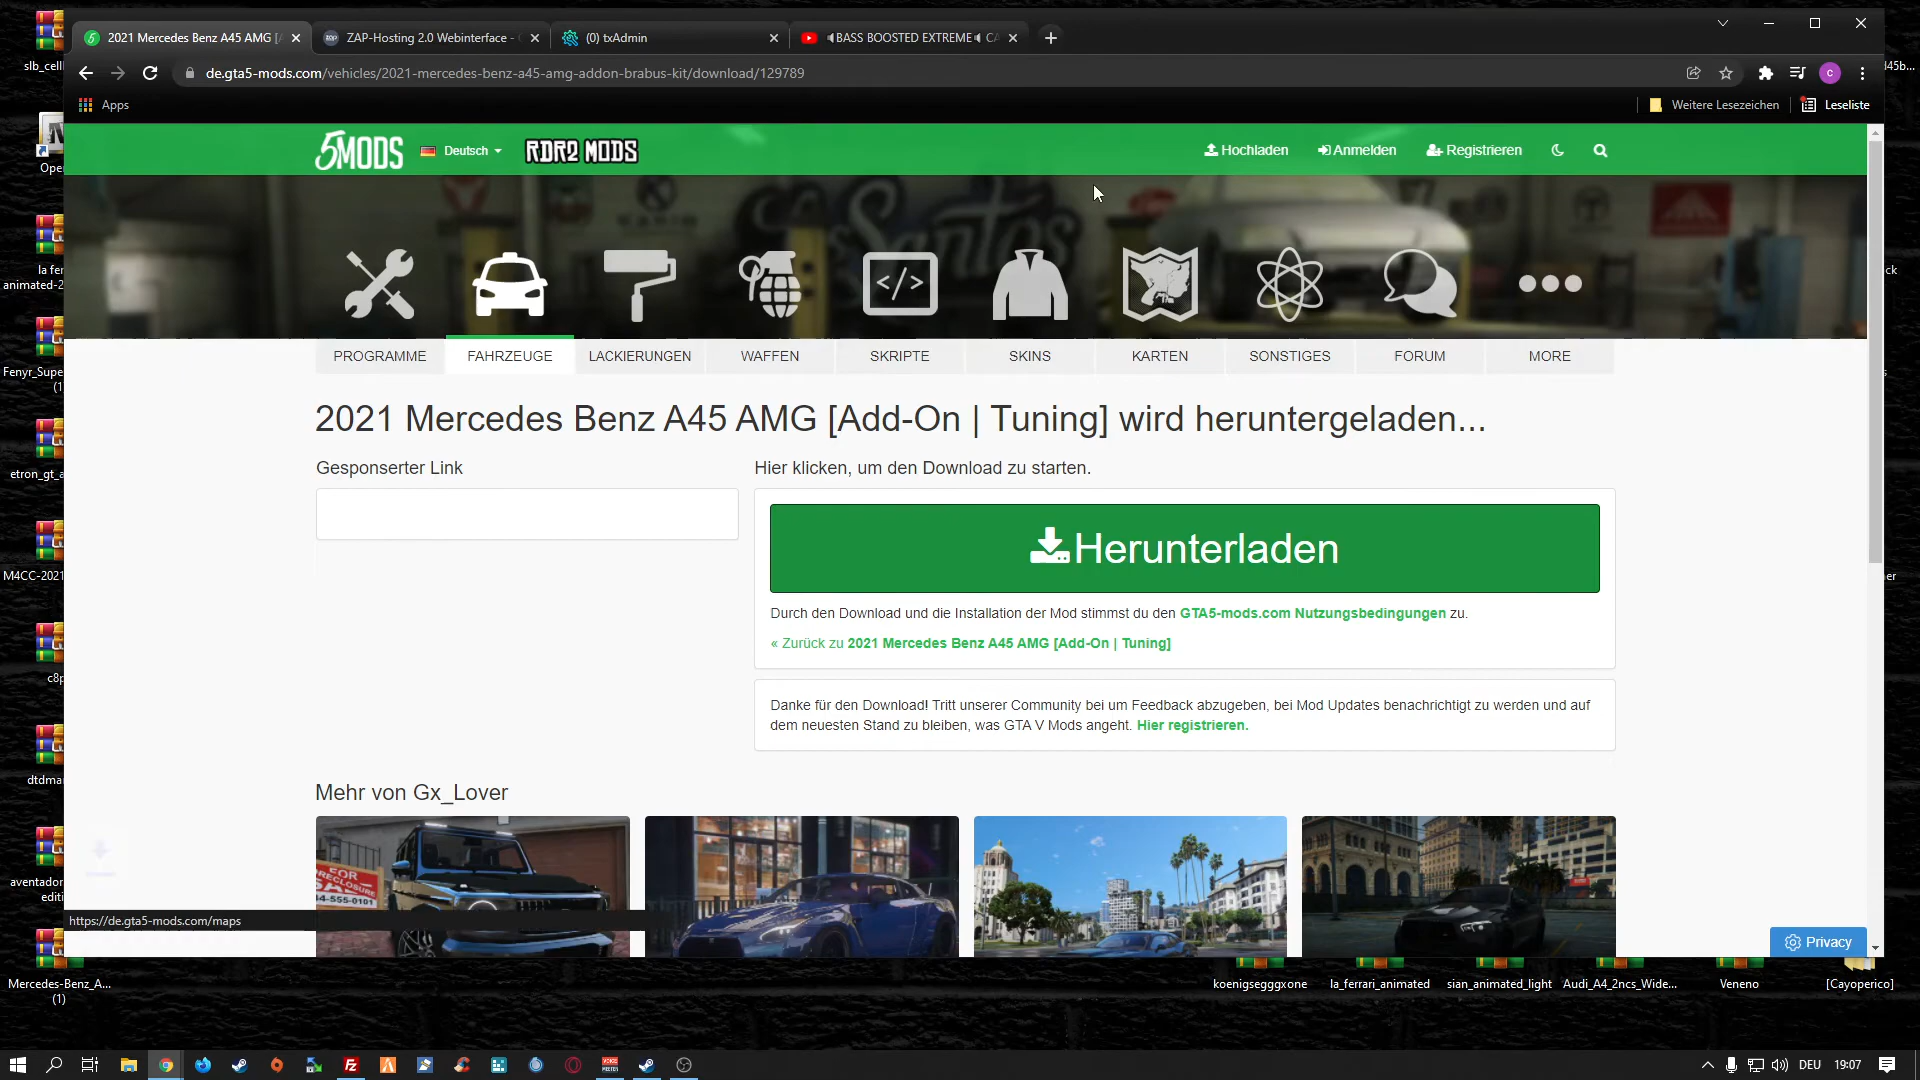 2021 Mercedes Benz A45 AMG [A
ZAP-Hosting 2.0 Webinterface -
(0) txAdmin
BASS BOOSTED EXTREME
de.gta5-mods.com/vehicles/2021-mercedes-benz-a45-amg-addon-brabus-kit/download/129789
Apps
Weitere Lesezeichen
Leseliste
5MODS
Deutsch
RDR2 MODS
Hochladen
Anmelden
Registrieren
PROGRAMME
FAHRZEUGE
LACKIERUNGEN
WAFFEN
SKRIPTE
SKINS
KARTEN
SONSTIGES
FORUM
MORE
2021 Mercedes Benz A45 AMG [Add-On | Tuning] wird heruntergeladen...
Gesponserter Link
Hier klicken, um den Download zu starten.
Herunterladen
Durch den Download und die Installation der Mod stimmst du den GTA5-mods.com Nutzungsbedingungen zu.
« Zurück zu 2021 Mercedes Benz A45 AMG [Add-On | Tuning]
Danke für den Download! Tritt unserer Community bei um Feedback abzugeben, bei Mod Updates benachrichtigt zu werden und auf
dem neuesten Stand zu bleiben, was GTA V Mods angeht. Hier registrieren.
Mehr von Gx_Lover
FORECLOSURE
https://de.gta5-mods.com/maps
Privacy
slb_cell
Ope
la fer
animated-2
Fenyr_Supe
(1)
etron_gt_a
M4CC-2021
c8p
dtdma
aventador
editi
Mercedes-Benz_A...
(1)
koenigsegggxone
la_ferrari_animated
sian_animated_light
Audi_A4_2ncs_Wide...
Veneno
[Cayoperico]
DEU
19:07